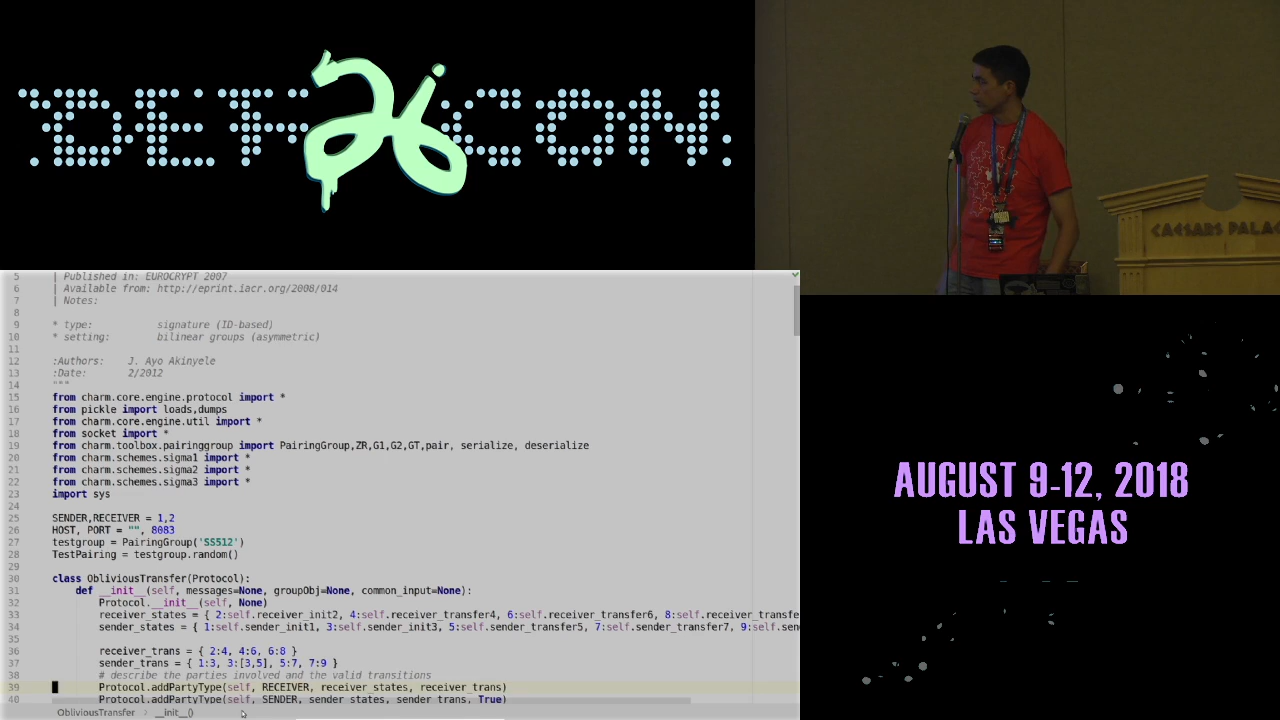 DEF 26 CON
CAESARS PALAC
5 | Published in: EUROCRYPT 2007
6 | Available from: http://eprint.iacr.org/2008/014
7 | Notes:
8
9 * type: signature (ID-based)
10 * setting: bilinear groups (asymmetric)
11
12 :Authors: J. Ayo Akinyele
13 :Date: 2/2012
14 """
15 from charm.core.engine.protocol import *
16 from pickle import loads,dumps
17 from charm.core.engine.util import *
18 from socket import *
19 from charm.toolbox.pairinggroup import PairingGroup,ZR,G1,G2,GT,pair, serialize, deserialize
20 from charm.schemes.sigma1 import *
21 from charm.schemes.sigma2 import *
22 from charm.schemes.sigma3 import *
23 import sys
24
25 SENDER,RECEIVER = 1,2
26 HOST, PORT = "", 8083
27 testgroup = PairingGroup('SS512')
28 TestPairing = testgroup.random()
29
30 class ObliviousTransfer(Protocol):
31 def __init__(self, messages=None, groupObj=None, common_input=None):
32 Protocol.__init__(self, None)
33 receiver_states = { 2:self.receiver_init2, 4:self.receiver_transfer4, 6:self.receiver_transfer6, 8:self.receiver_transfe
34 sender_states = { 1:self.sender_init1, 3:self.sender_init3, 5:self.sender_transfer5, 7:self.sender_transfer7, 9:self.sen
35
36 receiver_trans = { 2:4, 4:6, 6:8 }
37 sender_trans = { 1:3, 3:[3,5], 5:7, 7:9 }
38 # describe the parties involved and the valid transitions
39 Protocol.addPartyType(self, RECEIVER, receiver_states, receiver_trans)
40 Protocol.addPartyType(self, SENDER, sender_states, sender_trans, True)
ObliviousTransfer › __init__()
AUGUST 9-12, 2018
LAS VEGAS